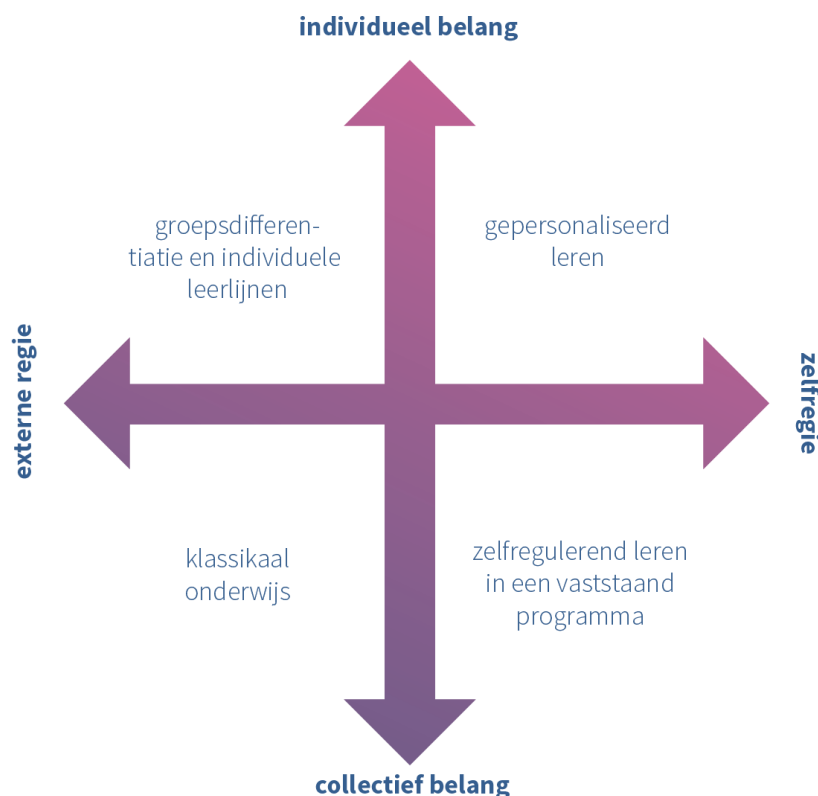 individueel belang
groepsdifferen-
tiatie en individuele
leerlijnen
gepersonaliseerd
leren
externe regie
zelfregie
klassikaal
onderwijs
zelfregulerend leren
in een vaststaand
programma
collectief belang